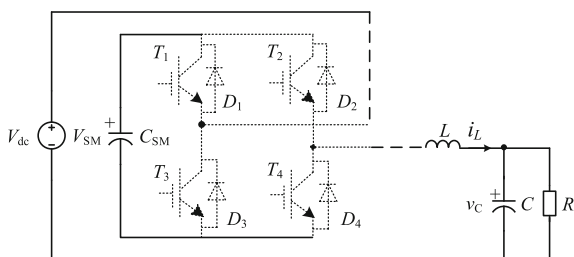 T1
T2
D1
D2
Vdc
+
−
VSM
+
CSM
T3
T4
D3
D4
L
iL
vC
+
C
R